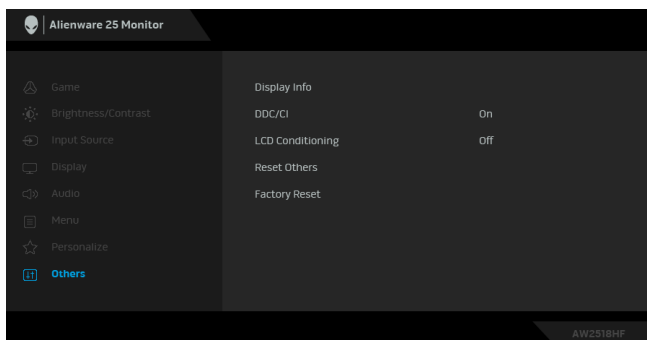 Alienware 25 Monitor
Game
Brightness/Contrast
Input Source
Display
Audio
Menu
Personalize
Others
Display Info
DDC/CI On
LCD Conditioning Off
Reset Others
Factory Reset
AW2518HF